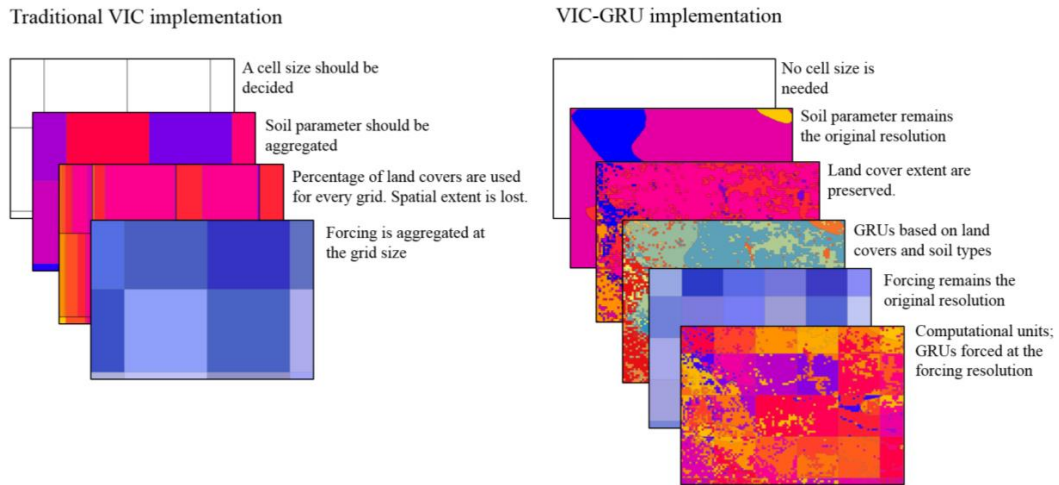 Traditional VIC implementation
A cell size should be
decided
Soil parameter should be
aggregated
Percentage of land covers are used
for every grid. Spatial extent is lost.
Forcing is aggregated at
the grid size
VIC-GRU implementation
No cell size is
needed
Soil parameter remains
the original resolution
Land cover extent are
preserved.
GRUs based on land
covers and soil types
Forcing remains the
original resolution
Computational units;
GRUs forced at the
forcing resolution